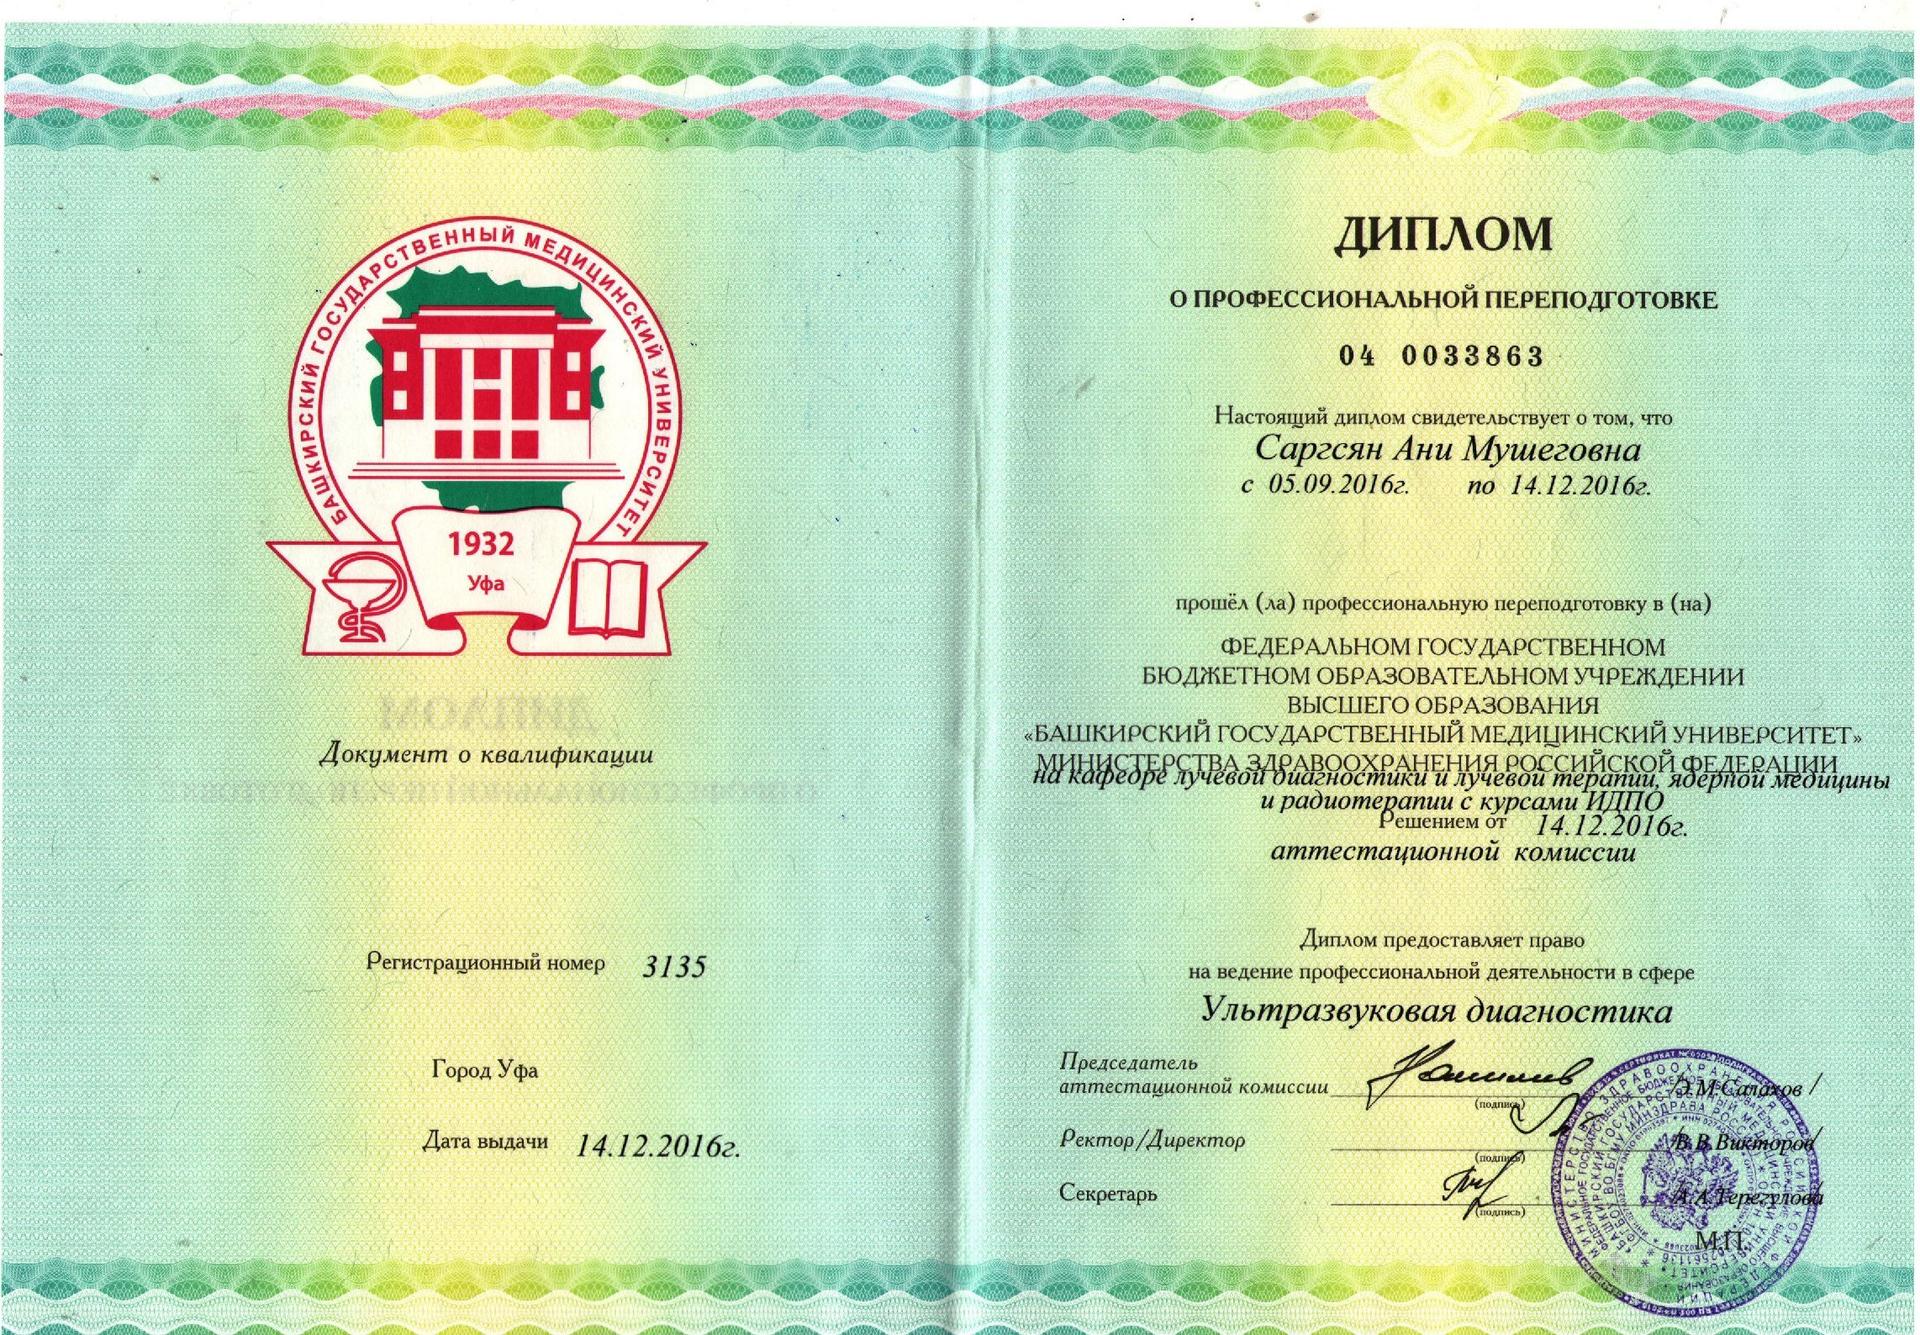 БАШКИРСКИЙ ГОСУДАРСТВЕННЫЙ МЕДИЦИНСКИЙ УНИВЕРСИТЕТ
1932
Уфа
Документ о квалификации
Регистрационный номер 3135
Город Уфа
Дата выдачи 14.12.2016г.
ДИПЛОМ
О ПРОФЕССИОНАЛЬНОЙ ПЕРЕПОДГОТОВКЕ
04 0033863
Настоящий диплом свидетельствует о том, что
Саргсян Ани Мушеговна
с 05.09.2016г. по 14.12.2016г.
прошёл (ла) профессиональную переподготовку в (на)
ФЕДЕРАЛЬНОМ ГОСУДАРСТВЕННОМ
БЮДЖЕТНОМ ОБРАЗОВАТЕЛЬНОМ УЧРЕЖДЕНИИ
ВЫСШЕГО ОБРАЗОВАНИЯ
«БАШКИРСКИЙ ГОСУДАРСТВЕННЫЙ МЕДИЦИНСКИЙ УНИВЕРСИТЕТ»
МИНИСТЕРСТВА ЗДРАВООХРАНЕНИЯ РОССИЙСКОЙ ФЕДЕРАЦИИ
на кафедре лучевой диагностики и лучевой терапии, ядерной медицины
и радиотерапии с курсами ИДПО
Решением от 14.12.2016г.
аттестационной комиссии
Диплом предоставляет право
на ведение профессиональной деятельности в сфере
Ультразвуковая диагностика
Председатель
аттестационной комиссии /Э.М.Салахов /
(подпись)
Ректор/Директор /В.В.Викторов/
(подпись)
Секретарь /А.А.Терегулова/
(подпись)
М.П.